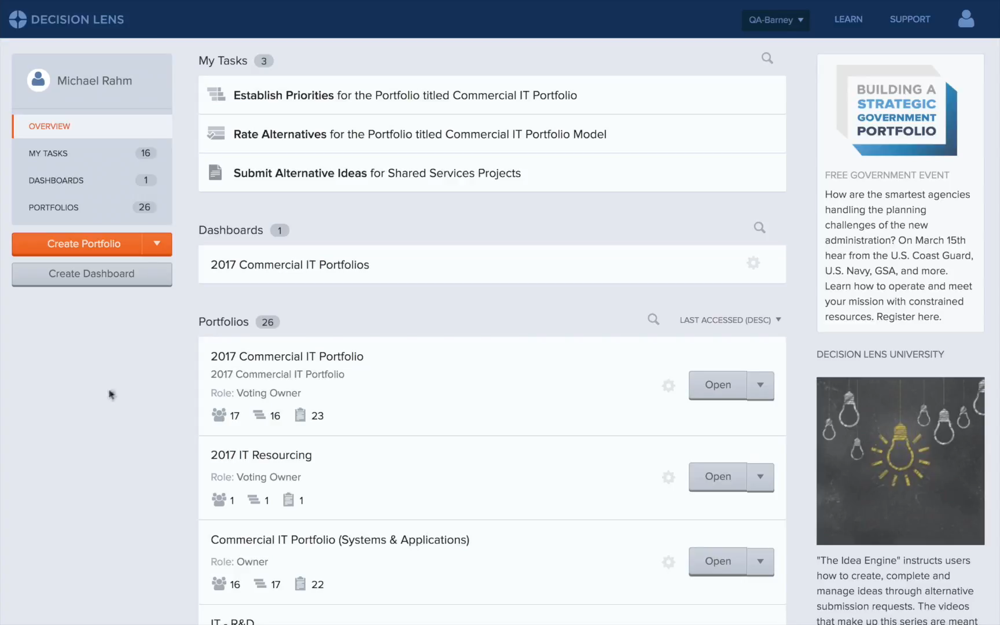 DECISION LENS
QA-Barney
LEARN
SUPPORT
Michael Rahm
OVERVIEW
MY TASKS 16
DASHBOARDS 1
PORTFOLIOS 26
Create Portfolio
Create Dashboard
My Tasks 3
Establish Priorities for the Portfolio titled Commercial IT Portfolio
Rate Alternatives for the Portfolio titled Commercial IT Portfolio Model
Submit Alternative Ideas for Shared Services Projects
Dashboards 1
2017 Commercial IT Portfolios
Portfolios 26
LAST ACCESSED (DESC)
2017 Commercial IT Portfolio
2017 Commercial IT Portfolio
Role: Voting Owner
17 16 23
Open
2017 IT Resourcing
Role: Voting Owner
1 1 1
Open
Commercial IT Portfolio (Systems & Applications)
Role: Owner
16 17 22
Open
IT - R&D
BUILDING A
STRATEGIC
GOVERNMENT
PORTFOLIO
FREE GOVERNMENT EVENT
How are the smartest agencies
handling the planning
challenges of the new
administration? On March 15th
hear from the U.S. Coast Guard,
U.S. Navy, GSA, and more.
Learn how to operate and meet
your mission with constrained
resources. Register here.
DECISION LENS UNIVERSITY
"The Idea Engine" instructs users
how to create, complete and
manage ideas through alternative
submission requests. The videos
that make up this series are meant